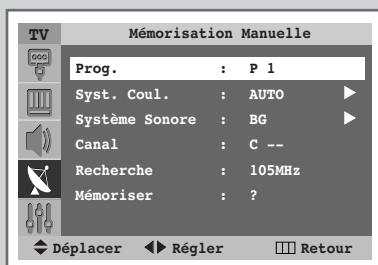 TV Mémorisation Manuelle
Prog. : P 1
Syst. Coul. : AUTO
Système Sonore : BG
Canal : C --
Recherche : 105MHz
Mémoriser : ?
Déplacer Régler Retour